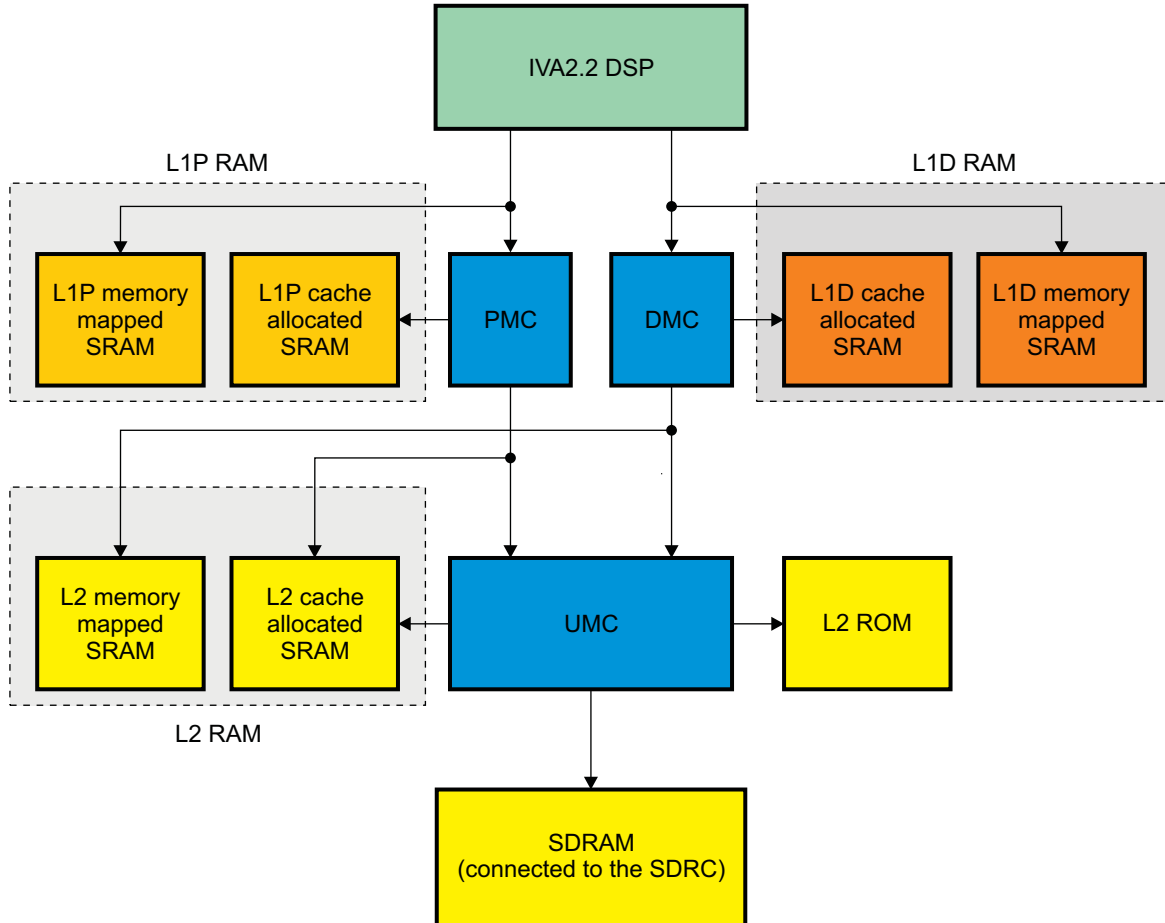 IVA2.2 DSP
L1P RAM
L1D RAM
L1P memory
mapped
SRAM
L1P cache
allocated
SRAM
PMC
DMC
L1D cache
allocated
SRAM
L1D memory
mapped
SRAM
L2 memory
mapped
SRAM
L2 cache
allocated
SRAM
UMC
L2 ROM
L2 RAM
SDRAM
(connected to the SDRC)